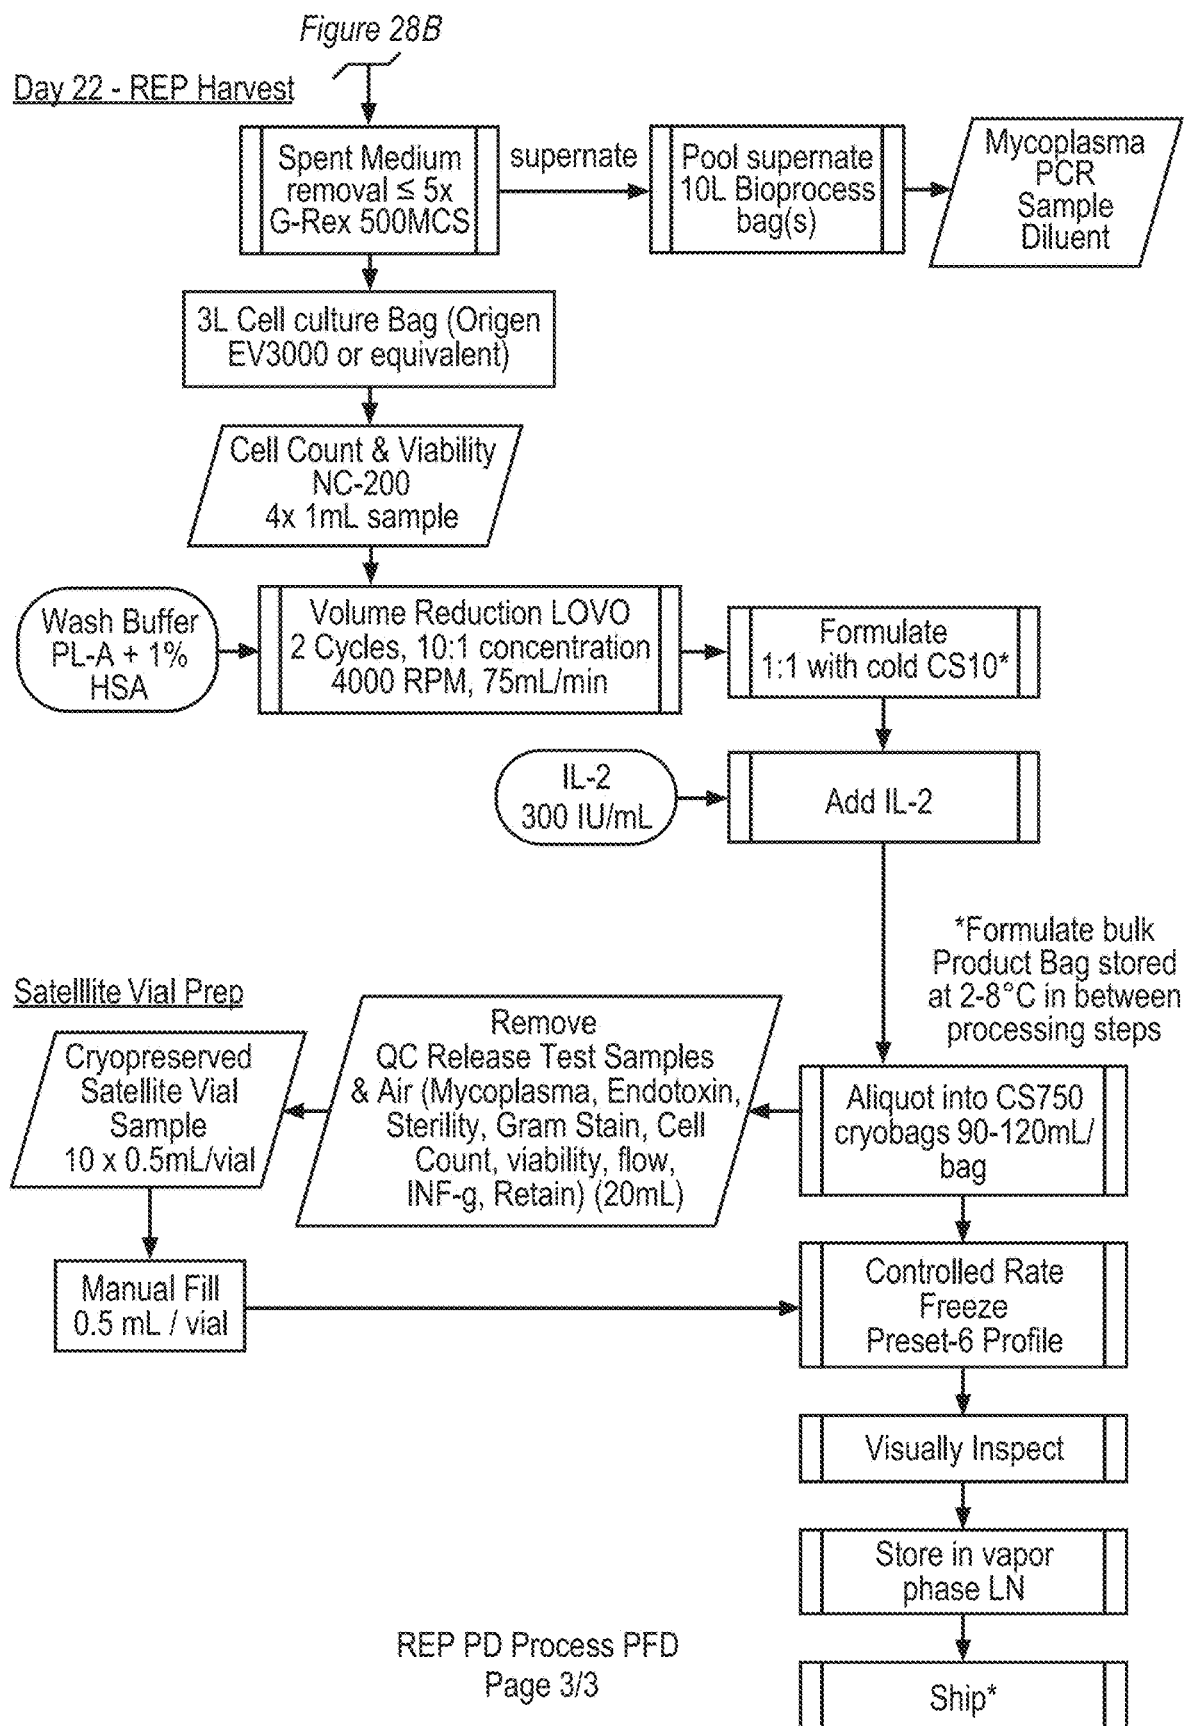 Figure 28B
Day 22 - REP Harvest
Spent Medium
removal ≤ 5x
G-Rex 500MCS
supernate
Pool supernate
10L Bioprocess
bag(s)
Mycoplasma
PCR
Sample
Diluent
3L Cell culture Bag (Origen
EV3000 or equivalent)
Cell Count & Viability
NC-200
4x 1mL sample
Wash Buffer
PL-A + 1%
HSA
Volume Reduction LOVO
2 Cycles, 10:1 concentration
4000 RPM, 75mL/min
Formulate
1:1 with cold CS10*
IL-2
300 IU/mL
Add IL-2
*Formulate bulk
Product Bag stored
at 2-8°C in between
processing steps
Satelllite Vial Prep
Cryopreserved
Satellite Vial
Sample
10 x 0.5mL/vial
Remove
QC Release Test Samples
& Air (Mycoplasma, Endotoxin,
Sterility, Gram Stain, Cell
Count, viability, flow,
INF-g, Retain) (20mL)
Aliquot into CS750
cryobags 90-120mL/
bag
Manual Fill
0.5 mL / vial
Controlled Rate
Freeze
Preset-6 Profile
Visually Inspect
Store in vapor
phase LN
REP PD Process PFD
Page 3/3
Ship*